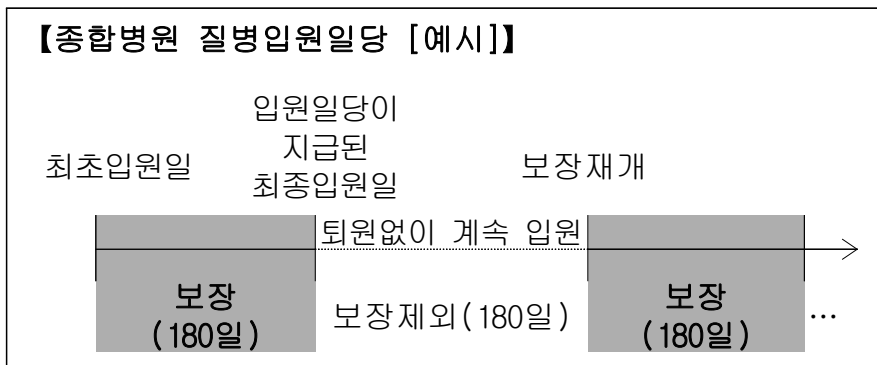 【종합병원 질병입원일당 [예시]】
최초입원일
입원일당이
지급된
최종입원일
보장재개
퇴원없이 계속 입원
보장
(180일)
보장제외(180일)
보장
(180일)
…